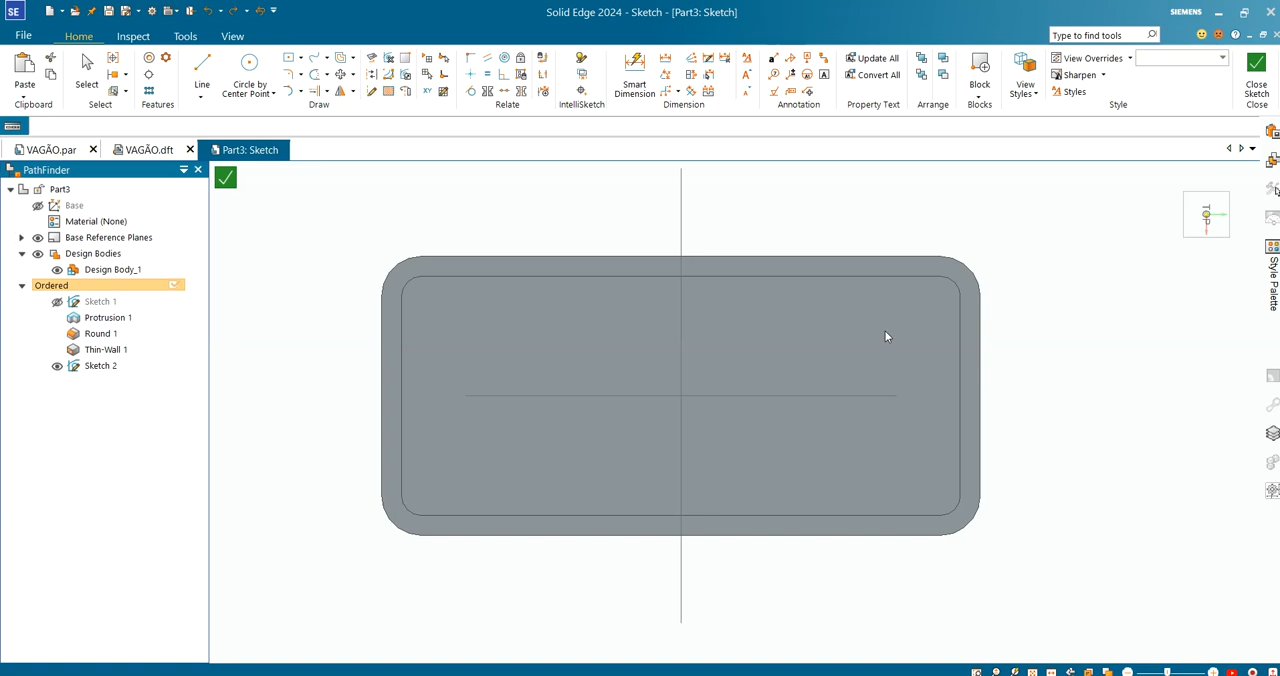 SE
Solid Edge 2024 - Sketch - [Part3: Sketch]
SIEMENS
File
Home
Inspect
Tools
View
Type to find tools
Paste
Clipboard
Select
Select
Features
Line
Circle by
Center Point
Draw
Relate
IntelliSketch
Smart
Dimension
Dimension
Annotation
Update All
Convert All
Property Text
Arrange
Block
Blocks
View
Styles
View Overrides
Sharpen
Styles
Style
Close
Sketch
Close
VAGÃO.par
VAGÃO.dft
Part3: Sketch
PathFinder
Part3
Base
Material (None)
Base Reference Planes
Design Bodies
Design Body_1
Ordered
Sketch 1
Protrusion 1
Round 1
Thin-Wall 1
Sketch 2
TOP
Style Palette